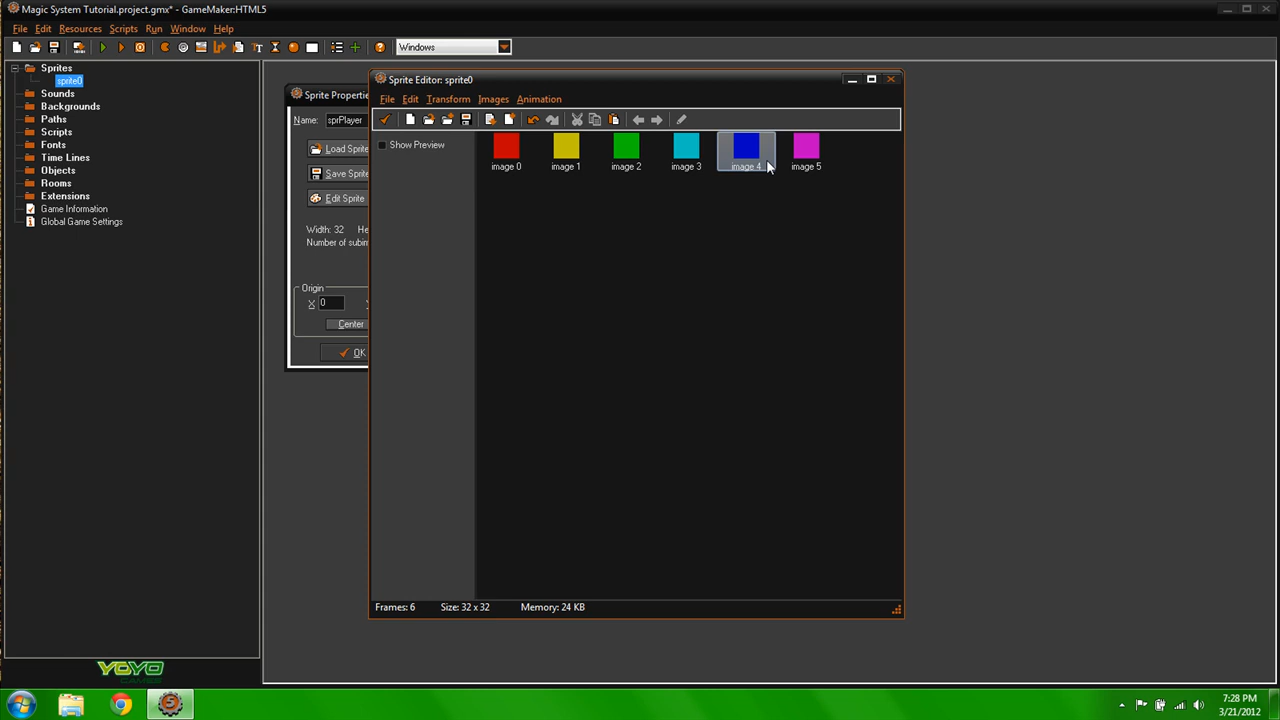 Magic System Tutorial.project.gmx* - GameMaker:HTML5
File Edit Resources Scripts Run Window Help
Windows
Sprites
sprite0
Sounds
Backgrounds
Paths
Scripts
Fonts
Time Lines
Objects
Rooms
Extensions
Game Information
Global Game Settings
YOYO
GAMES
Sprite Properti
Name: sprPlayer
Load Sprite
Save Sprite
Edit Sprite
Width: 32 He
Number of subim
Origin
X 0
Center
OK
Sprite Editor: sprite0
File Edit Transform Images Animation
Show Preview
image 0 image 1 image 2 image 3 image 4 image 5
Frames: 6 Size: 32 x 32 Memory: 24 KB
7:28 PM
3/21/2012